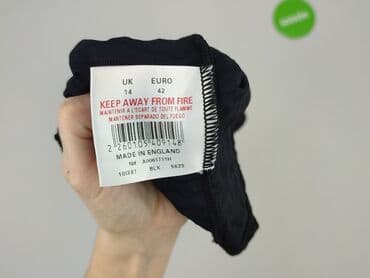 UK EURO
14 42
KEEP AWAY FROM FIRE
MAINTENIR A L'ECART DE TOUTE FLAMME
MANTENER SEPARADO DEL FUEGO
2 260105 409148
MADE IN ENGLAND
BLK